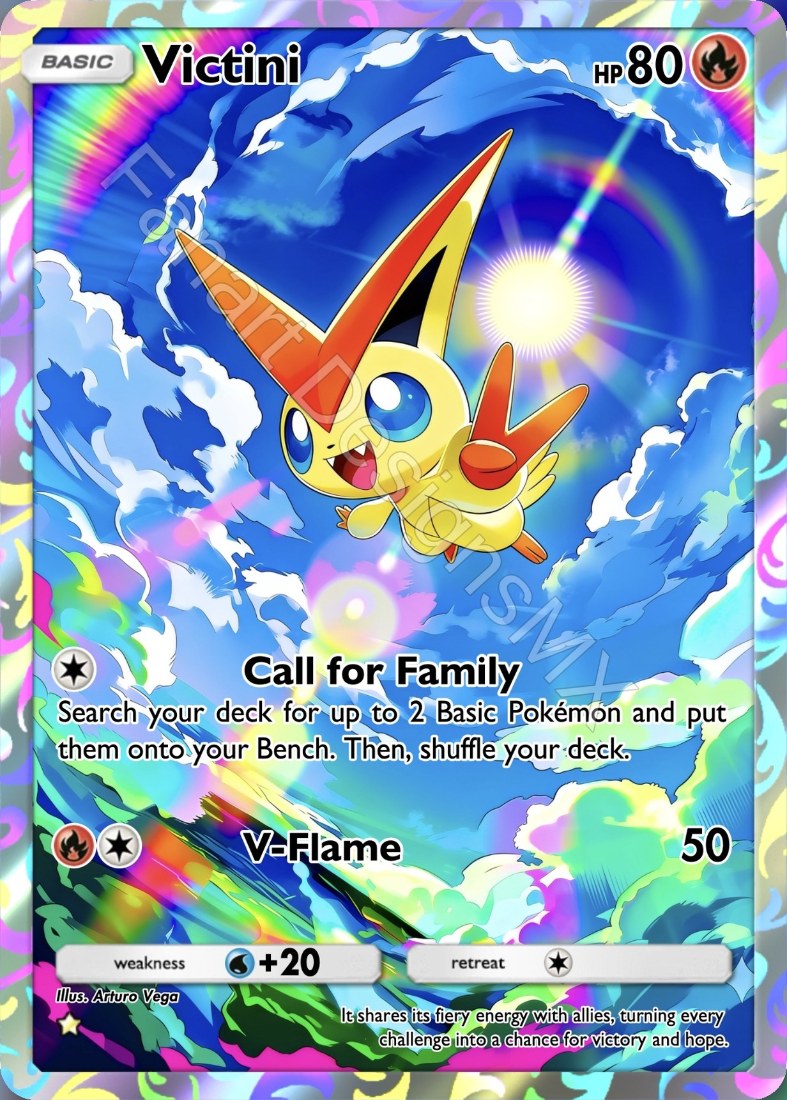 BASIC Victini HP 80
Fanart DesignsMX
Call for Family
Search your deck for up to 2 Basic Pokémon and put
them onto your Bench. Then, shuffle your deck.
V-Flame 50
weakness +20 retreat
Illus. Arturo Vega
It shares its fiery energy with allies, turning every
challenge into a chance for victory and hope.